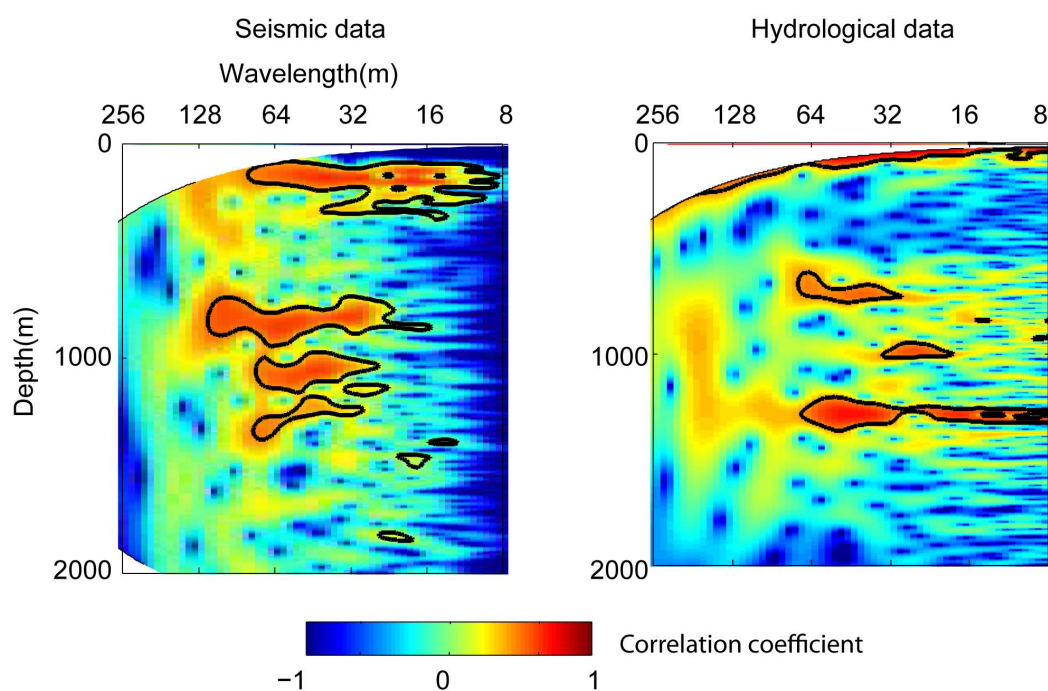 Seismic data
Hydrological data
Wavelength(m)
256 128 64 32 16 8
256 128 64 32 16 8
0
0
Depth(m)
1000
1000
2000
2000
Correlation coefficient
−1 0 1